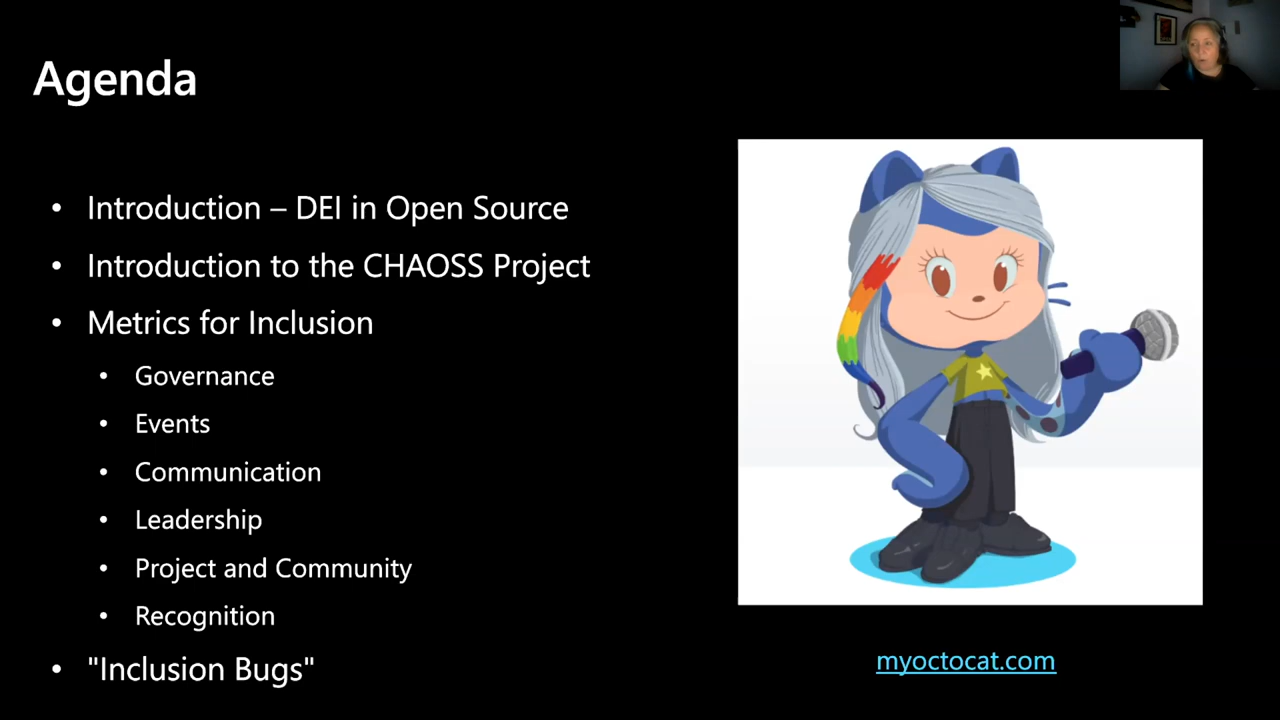 Agenda
• Introduction – DEI in Open Source
• Introduction to the CHAOSS Project
• Metrics for Inclusion
• Governance
• Events
• Communication
• Leadership
• Project and Community
• Recognition
• "Inclusion Bugs"
myoctocat.com